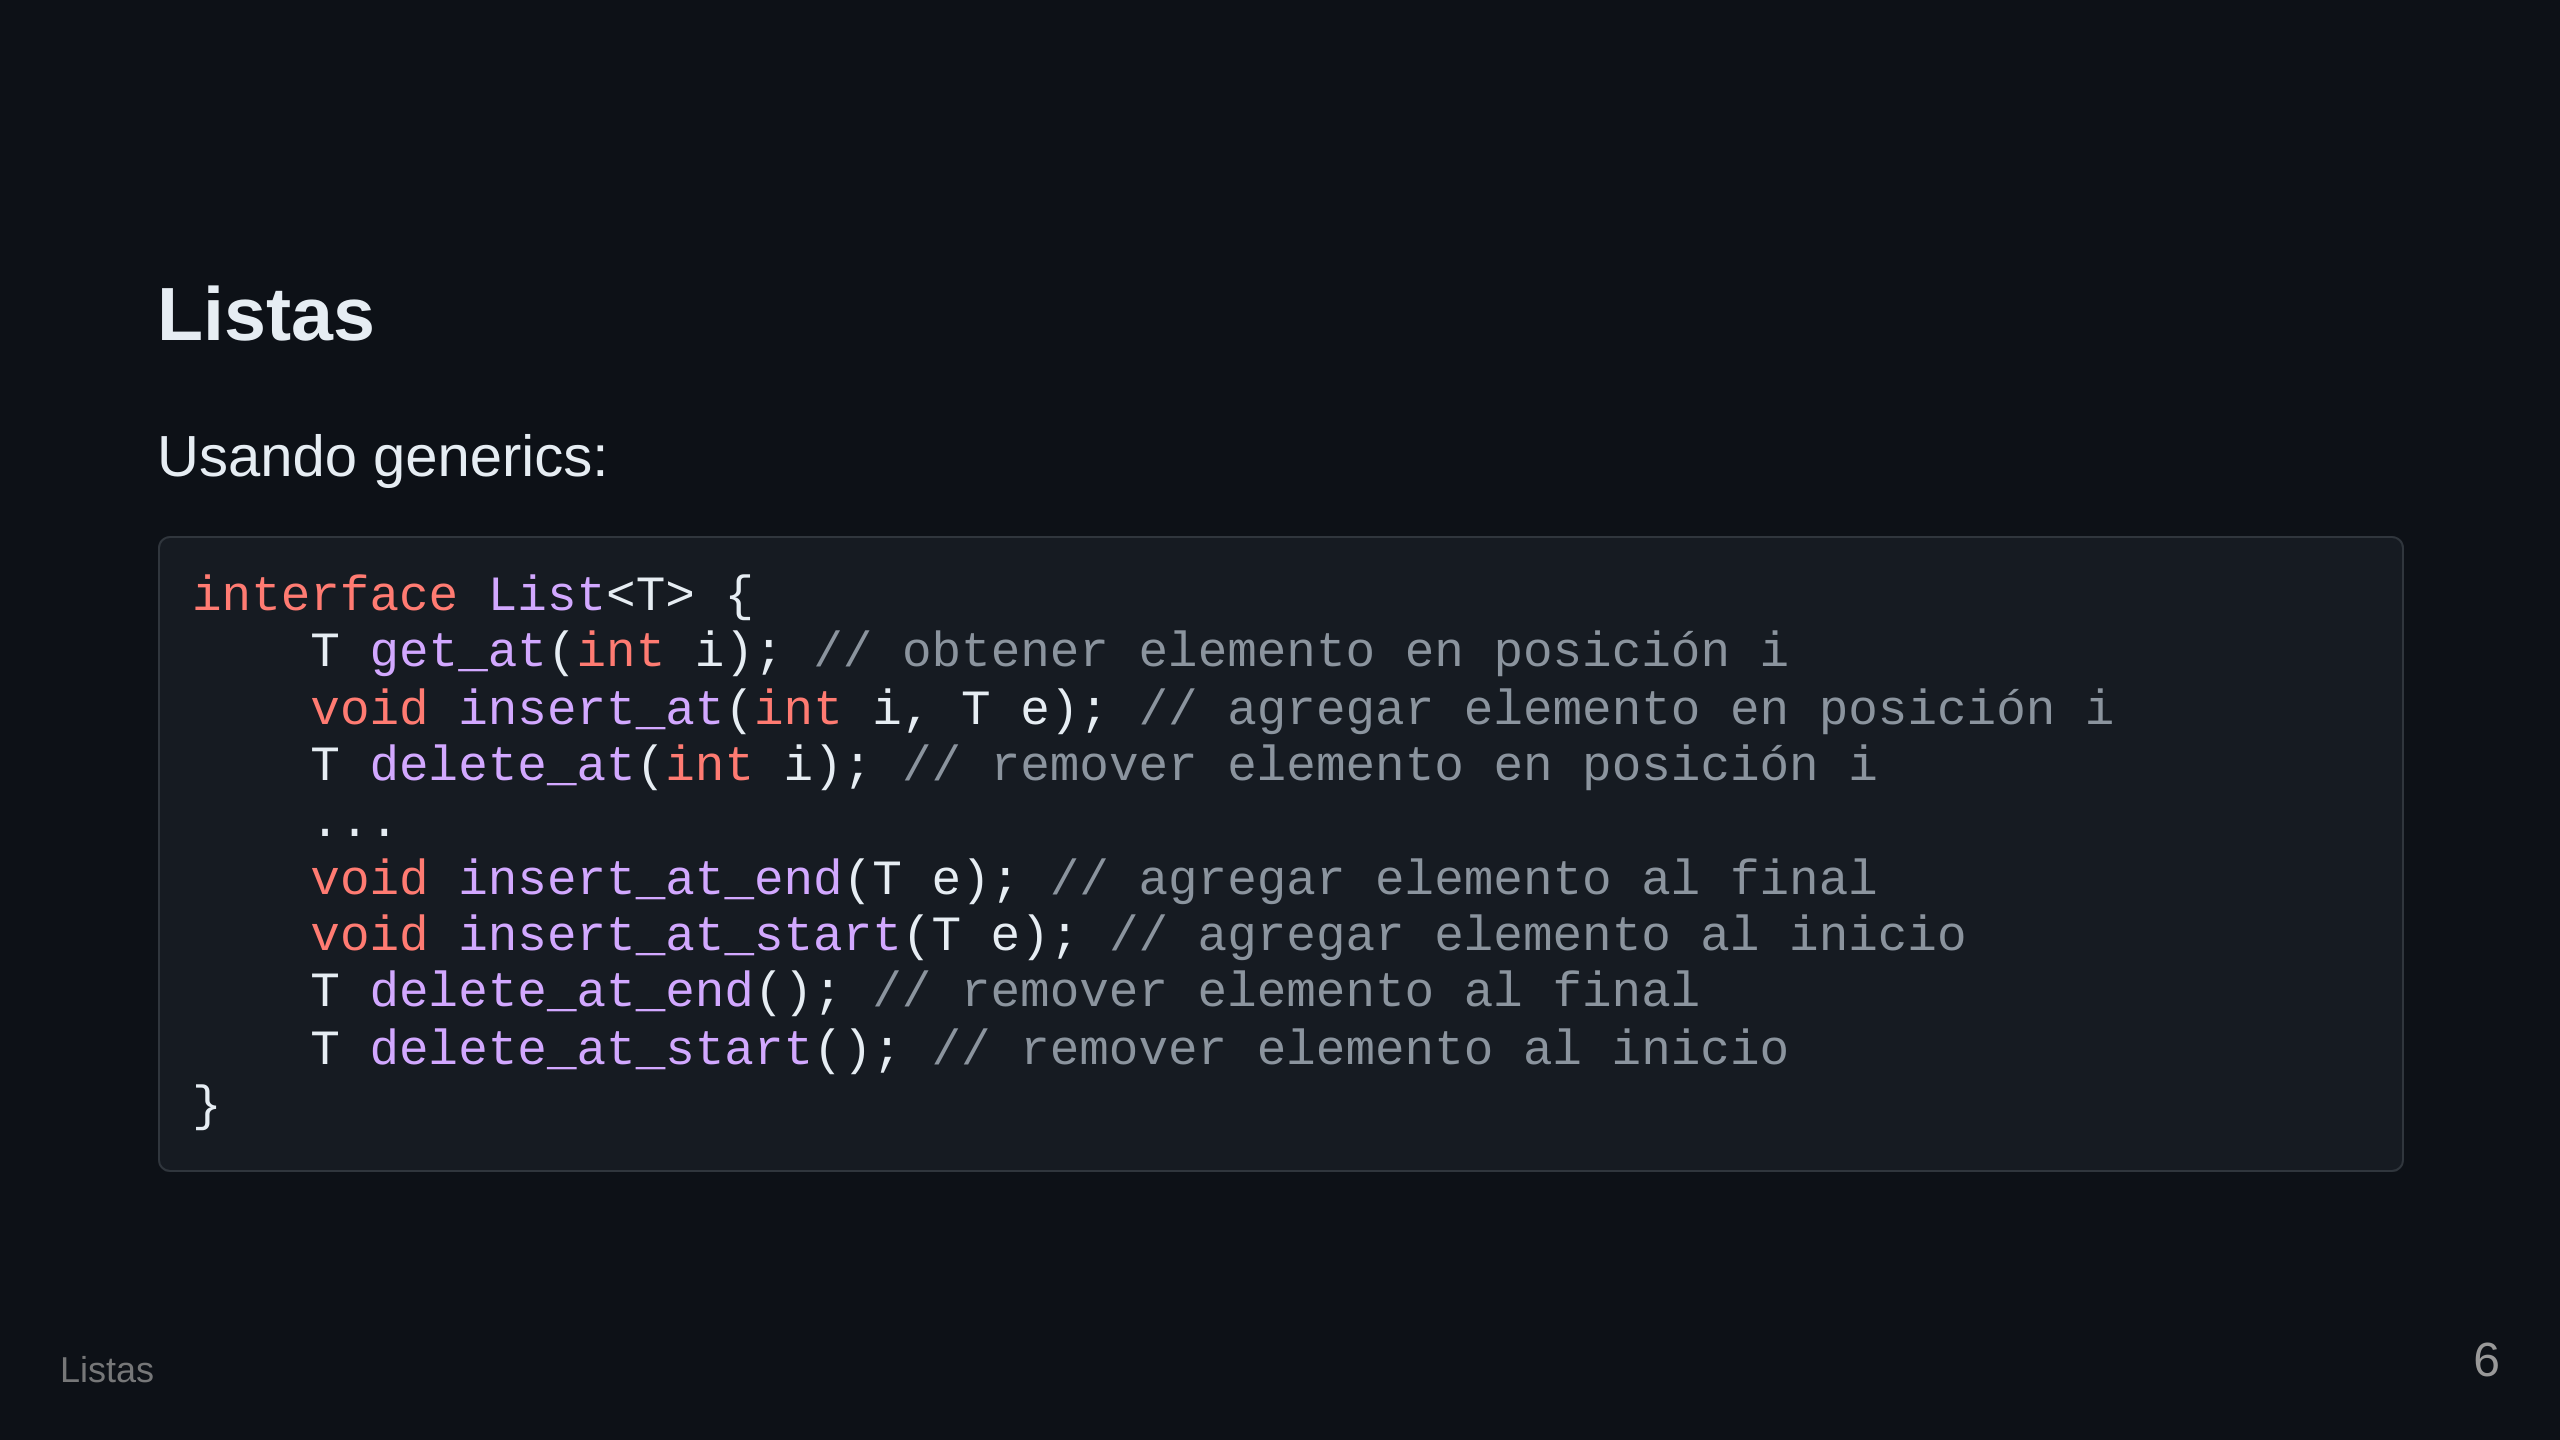 Listas
Usando generics:
interface List<T> {
    T get_at(int i); // obtener elemento en posición i
    void insert_at(int i, T e); // agregar elemento en posición i
    T delete_at(int i); // remover elemento en posición i
    ...
    void insert_at_end(T e); // agregar elemento al final
    void insert_at_start(T e); // agregar elemento al inicio
    T delete_at_end(); // remover elemento al final
    T delete_at_start(); // remover elemento al inicio
}
Listas
6